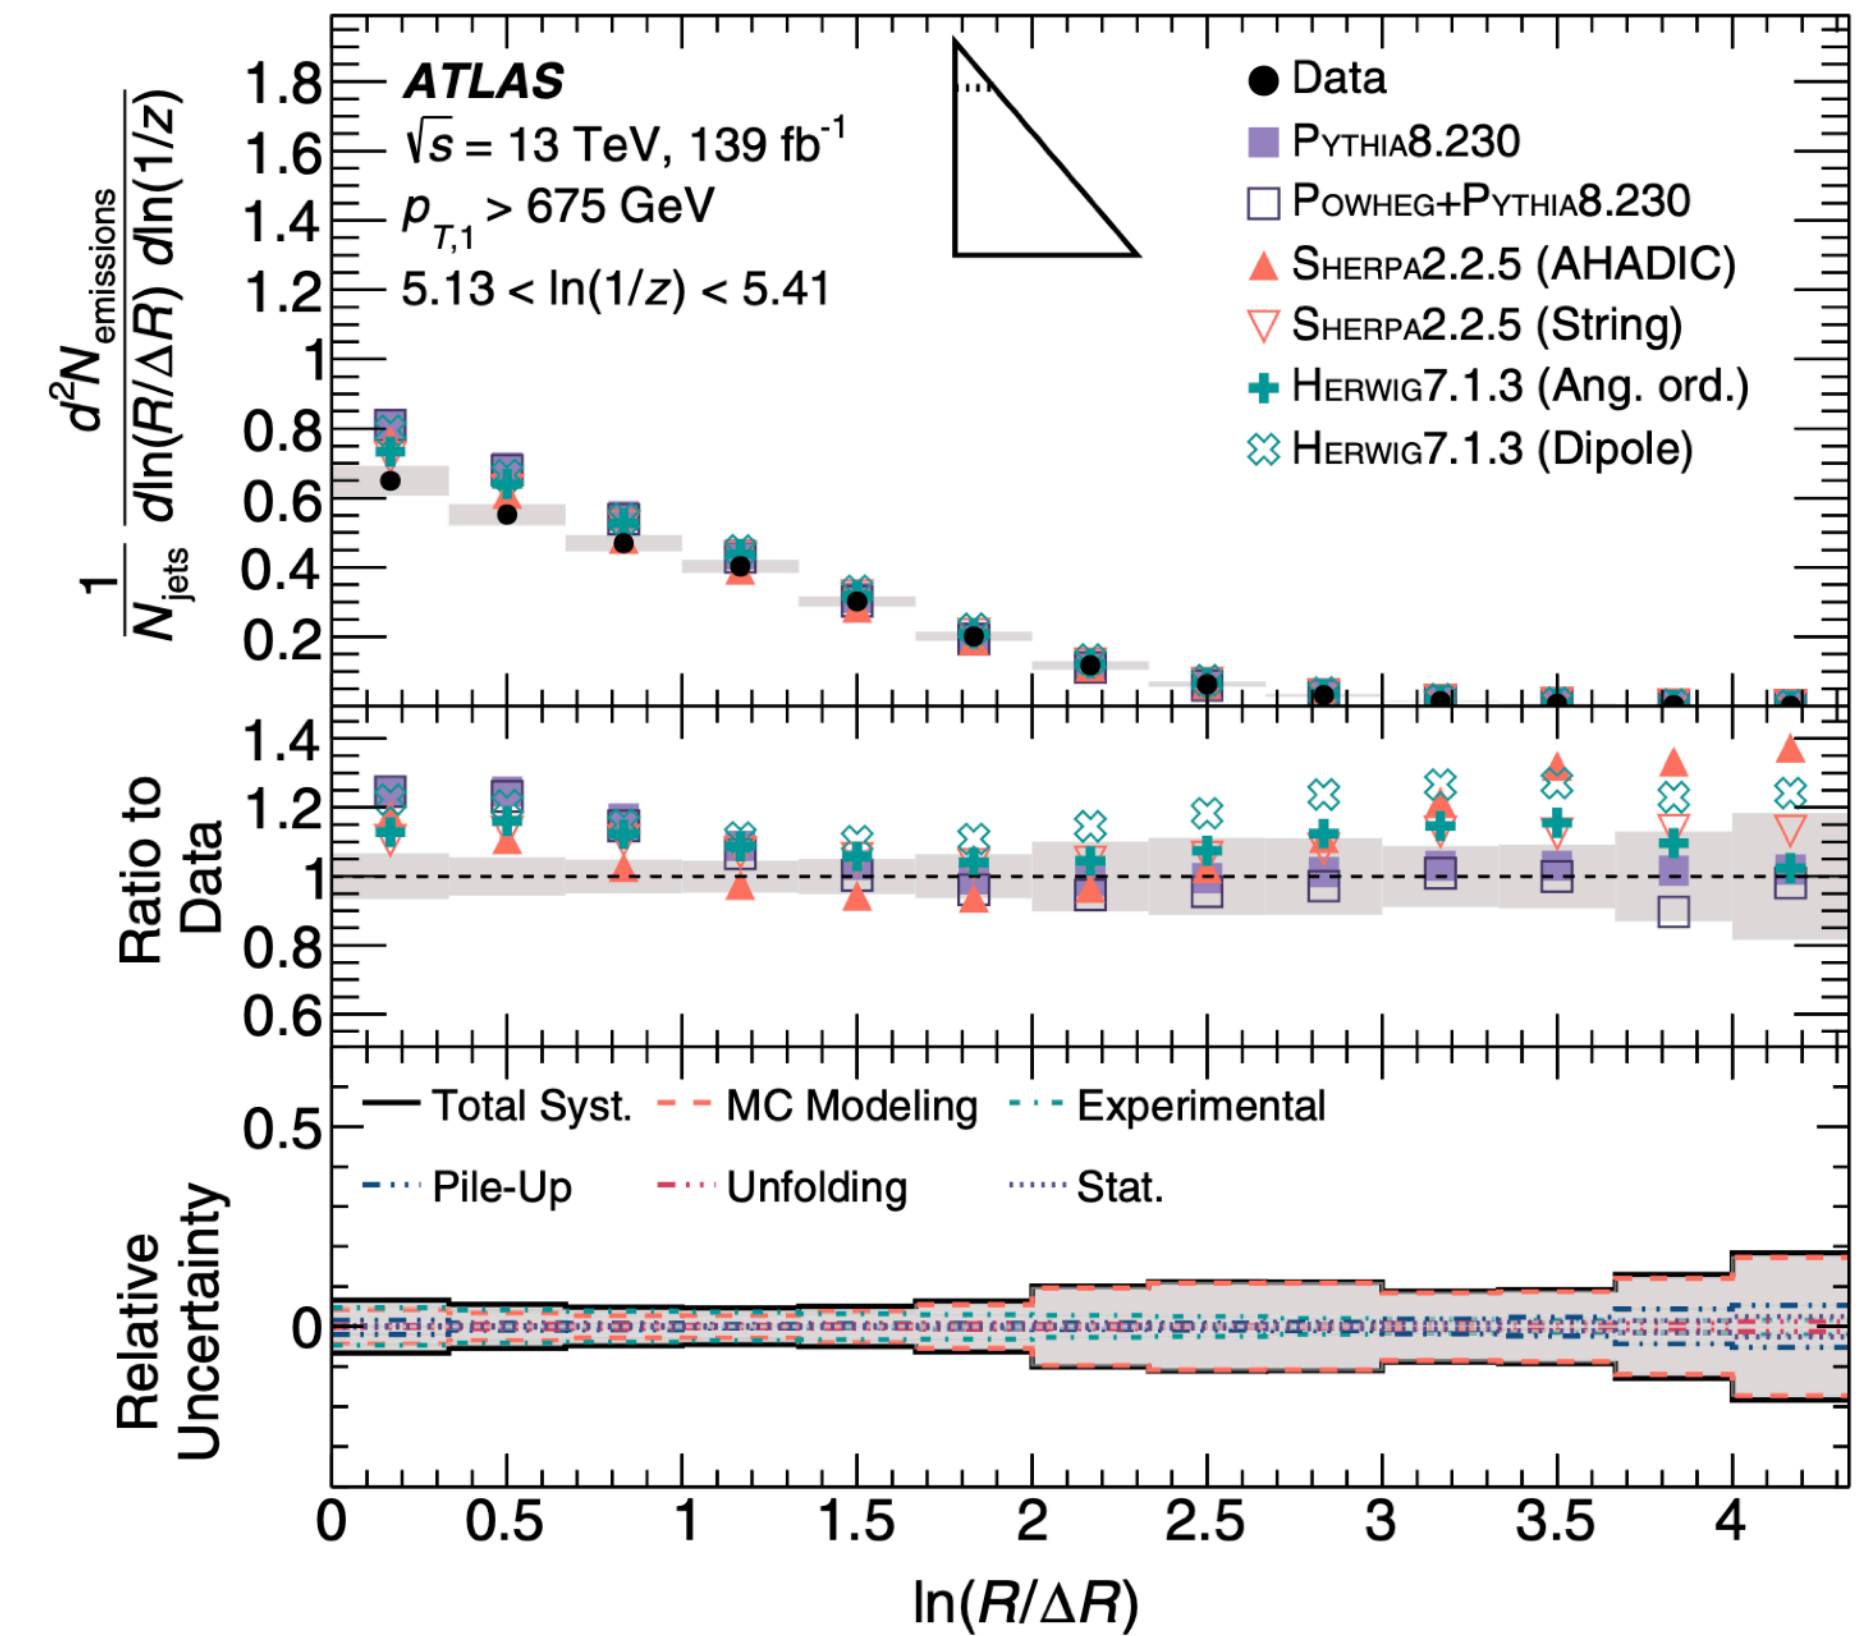 ATLAS
√s = 13 TeV, 139 fb⁻¹
p_T,1 > 675 GeV
5.13 < ln(1/z) < 5.41
Data
PYTHIA8.230
POWHEG+PYTHIA8.230
SHERPA2.2.5 (AHADIC)
SHERPA2.2.5 (String)
HERWIG7.1.3 (Ang. ord.)
HERWIG7.1.3 (Dipole)
1/N_jets d²N_emissions/dln(R/ΔR) dln(1/z)
1.8
1.6
1.4
1.2
1
0.8
0.6
0.4
0.2
Ratio to
Data
1.4
1.2
1
0.8
0.6
Total Syst. MC Modeling Experimental
Pile-Up Unfolding Stat.
Relative
Uncertainty
0.5
0
0 0.5 1 1.5 2 2.5 3 3.5 4
ln(R/ΔR)